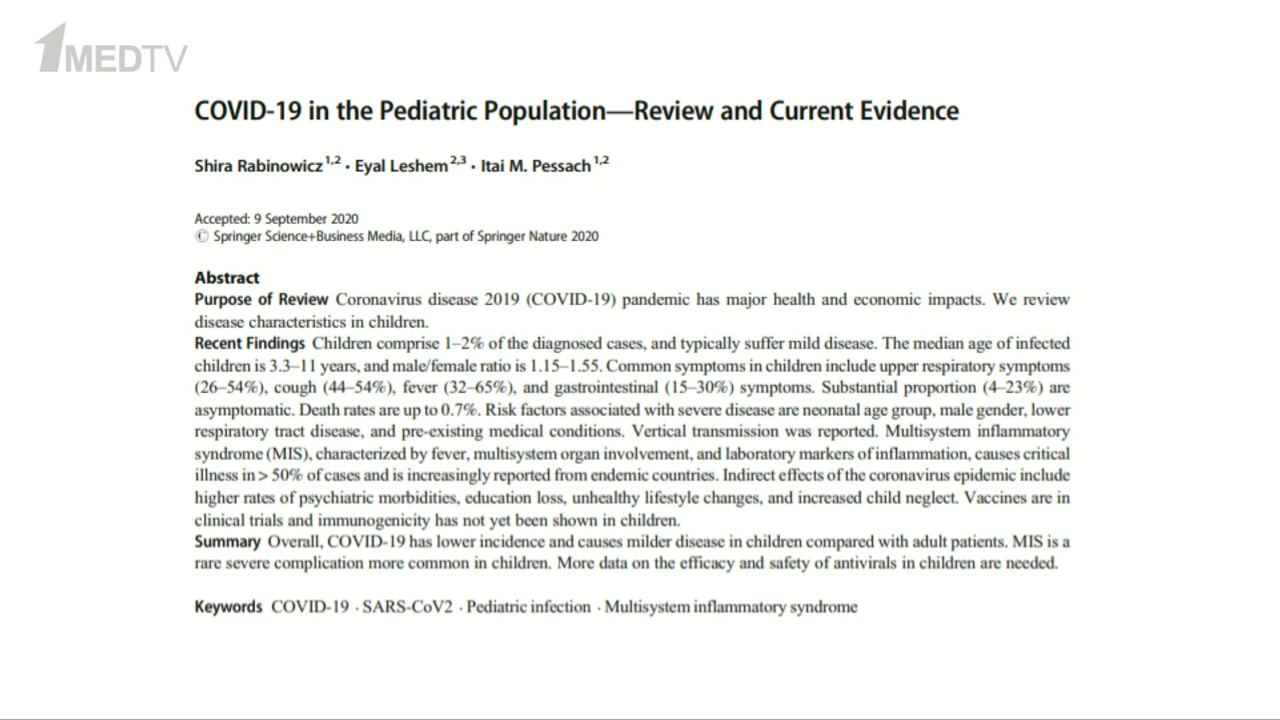 1MEDTV
COVID-19 in the Pediatric Population—Review and Current Evidence
Shira Rabinowicz 1,2 · Eyal Leshem 2,3 · Itai M. Pessach 1,2
Accepted: 9 September 2020
© Springer Science+Business Media, LLC, part of Springer Nature 2020
Abstract
Purpose of Review Coronavirus disease 2019 (COVID-19) pandemic has major health and economic impacts. We review
disease characteristics in children.
Recent Findings Children comprise 1–2% of the diagnosed cases, and typically suffer mild disease. The median age of infected
children is 3.3–11 years, and male/female ratio is 1.15–1.55. Common symptoms in children include upper respiratory symptoms
(26–54%), cough (44–54%), fever (32–65%), and gastrointestinal (15–30%) symptoms. Substantial proportion (4–23%) are
asymptomatic. Death rates are up to 0.7%. Risk factors associated with severe disease are neonatal age group, male gender, lower
respiratory tract disease, and pre-existing medical conditions. Vertical transmission was reported. Multisystem inflammatory
syndrome (MIS), characterized by fever, multisystem organ involvement, and laboratory markers of inflammation, causes critical
illness in > 50% of cases and is increasingly reported from endemic countries. Indirect effects of the coronavirus epidemic include
higher rates of psychiatric morbidities, education loss, unhealthy lifestyle changes, and increased child neglect. Vaccines are in
clinical trials and immunogenicity has not yet been shown in children.
Summary Overall, COVID-19 has lower incidence and causes milder disease in children compared with adult patients. MIS is a
rare severe complication more common in children. More data on the efficacy and safety of antivirals in children are needed.
Keywords COVID-19 · SARS-CoV2 · Pediatric infection · Multisystem inflammatory syndrome